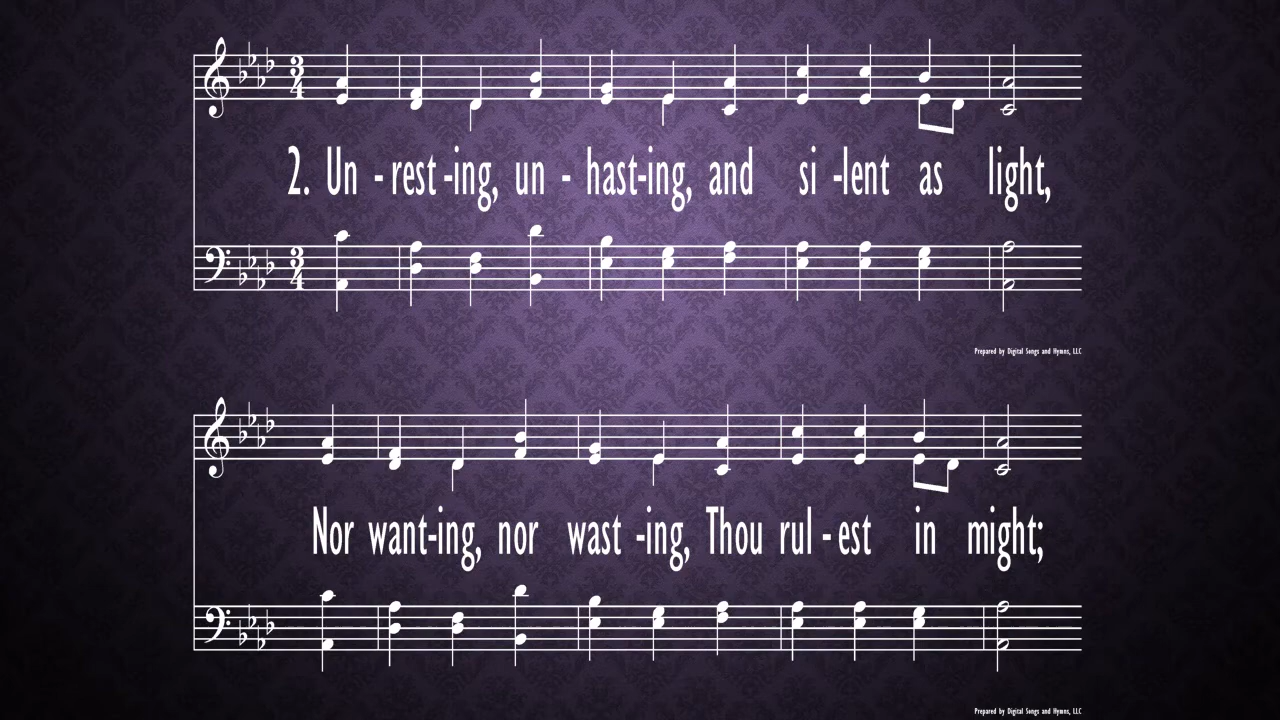 2. Un - rest -ing, un - hast-ing, and si -lent as light,
Prepared by Digital Songs and Hymns, LLC
Nor want-ing, nor wast -ing, Thou rul - est in might;
Prepared by Digital Songs and Hymns, LLC